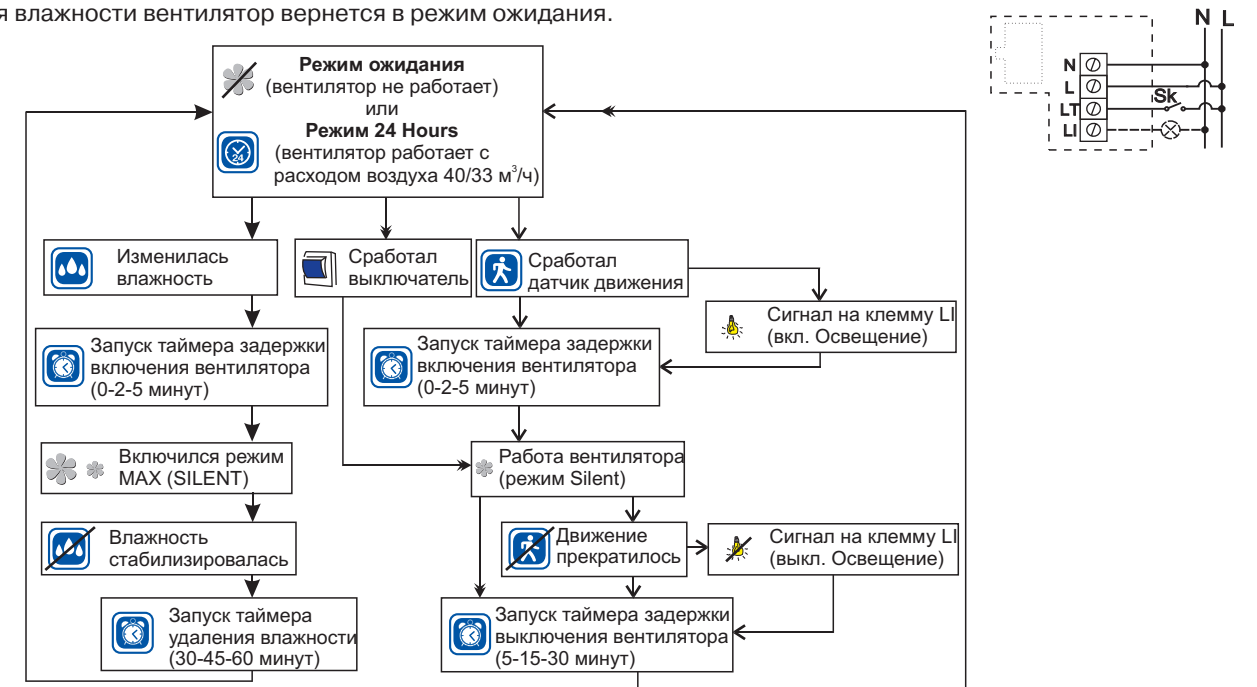 я влажности вентилятор вернется в режим ожидания.
Режим ожидания
(вентилятор не работает)
или
Режим 24 Hours
(вентилятор работает с
расходом воздуха 40/33 м³/ч)
24
N L
N
L
LT
LI
Sk
Изменилась
влажность
Сработал
выключатель
Сработал
датчик движения
Сигнал на клемму LI
(вкл. Освещение)
Запуск таймера задержки
включения вентилятора
(0-2-5 минут)
Запуск таймера задержки
включения вентилятора
(0-2-5 минут)
Включился режим
MAX (SILENT)
Работа вентилятора
(режим Silent)
Влажность
стабилизировалась
Движение
прекратилось
Сигнал на клемму LI
(выкл. Освещение)
Запуск таймера
удаления влажности
(30-45-60 минут)
Запуск таймера задержки
выключения вентилятора
(5-15-30 минут)